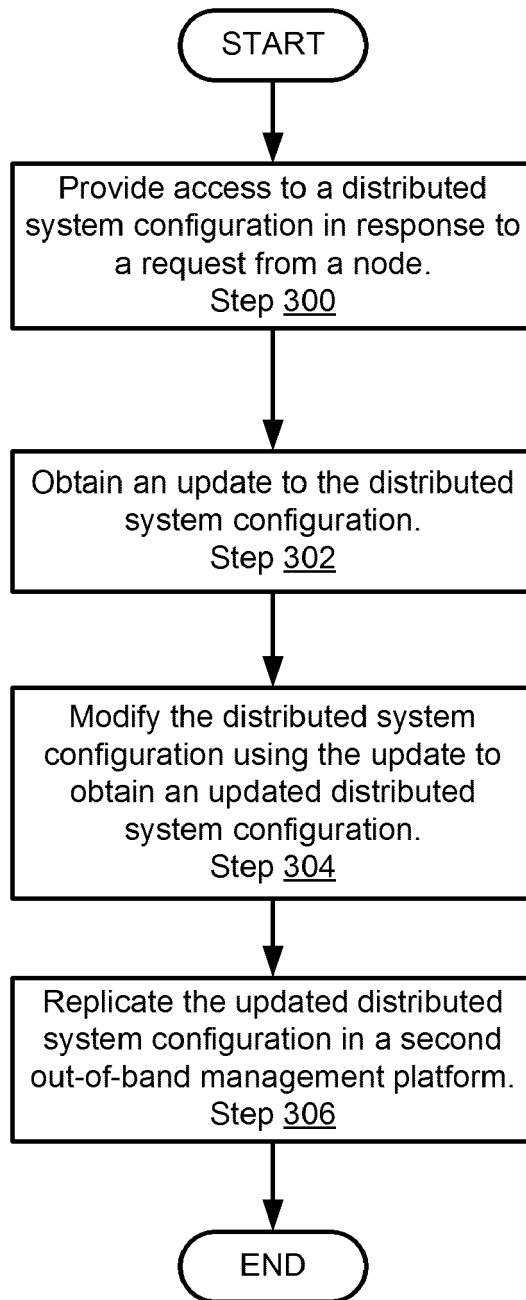 START
Provide access to a distributed
system configuration in response to
a request from a node.
Step 300
Obtain an update to the distributed
system configuration.
Step 302
Modify the distributed system
configuration using the update to
obtain an updated distributed
system configuration.
Step 304
Replicate the updated distributed
system configuration in a second
out-of-band management platform.
Step 306
END